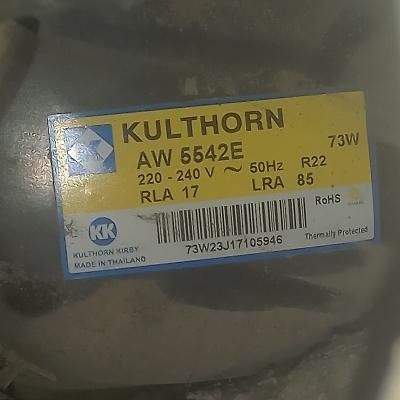 KULTHORN
AW 5542E 73W
220 - 240 V ~ 50Hz R22
RLA 17 LRA 85
RoHS
KK
KULTHORN KIRBY
MADE IN THAILAND
73W23J17105946
Thermally Protected